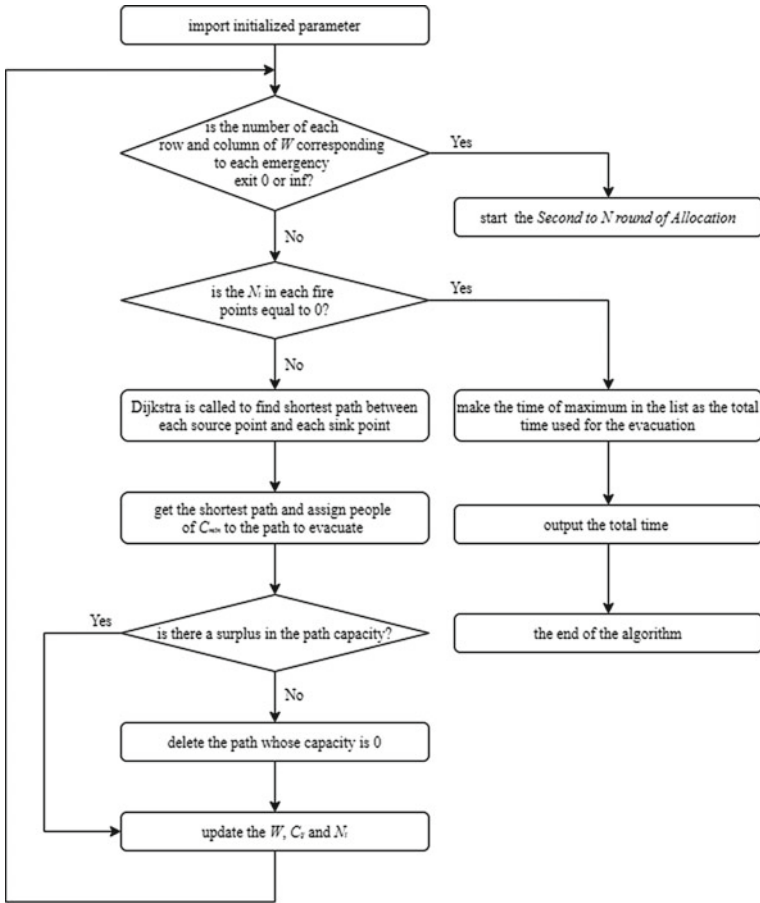 import initialized parameter
is the number of each
row and column of W corresponding
to each emergency
exit 0 or inf?
Yes
start the Second to N round of Allocation
No
is the Nᵢ in each fire
points equal to 0?
Yes
No
Dijkstra is called to find shortest path between
each source point and each sink point
make the time of maximum in the list as the total
time used for the evacuation
get the shortest path and assign people
of Cₘᵢₙ to the path to evacuate
output the total time
Yes
is there a surplus in the path capacity?
the end of the algorithm
No
delete the path whose capacity is 0
update the W, and